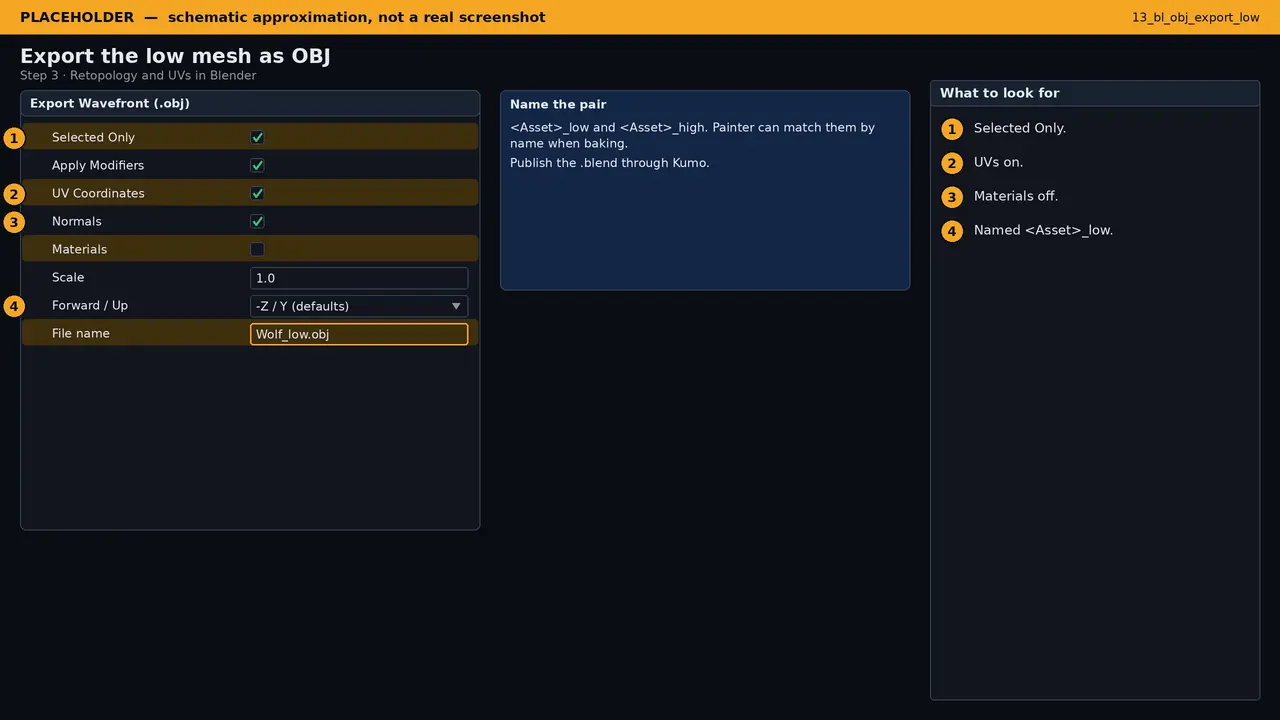 PLACEHOLDER — schematic approximation, not a real screenshot
13_bl_obj_export_low
Export the low mesh as OBJ
Step 3 · Retopology and UVs in Blender
Export Wavefront (.obj)
1 Selected Only
Apply Modifiers
2 UV Coordinates
3 Normals
Materials
Scale 1.0
4 Forward / Up -Z / Y (defaults)
File name Wolf_low.obj
Name the pair
<Asset>_low and <Asset>_high. Painter can match them by
name when baking.
Publish the .blend through Kumo.
What to look for
1 Selected Only.
2 UVs on.
3 Materials off.
4 Named <Asset>_low.